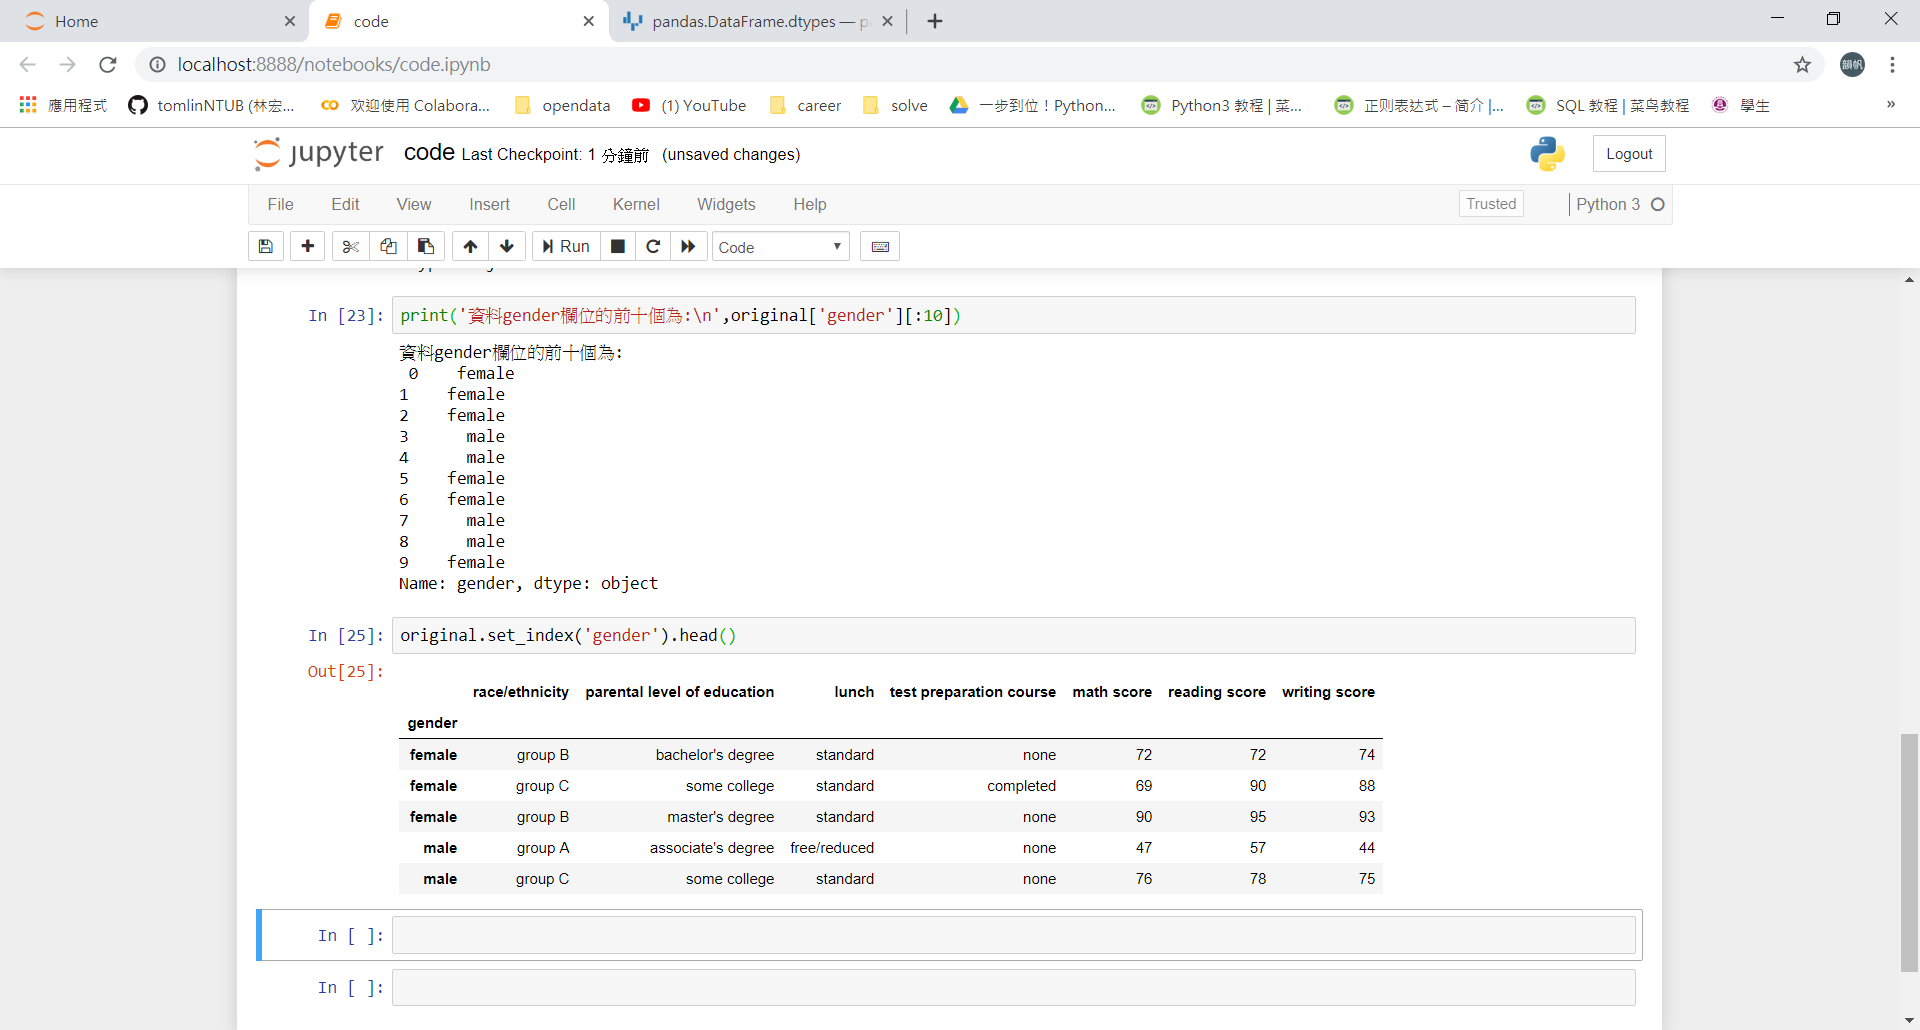 Home
code
pandas.DataFrame.dtypes — p
localhost:8888/notebooks/code.ipynb
韻帆
應用程式
tomlinNTUB (林宏...
欢迎使用 Colabora...
opendata
(1) YouTube
career
solve
一步到位！Python...
Python3 教程 | 菜...
正则表达式 – 简介 |...
SQL 教程 | 菜鸟教程
學生
»
jupyter code Last Checkpoint: 1 分鐘前 (unsaved changes)
Logout
File Edit View Insert Cell Kernel Widgets Help
Trusted
Python 3
Run
Code
In [23]: print('資料gender欄位的前十個為:\n',original['gender'][:10])
資料gender欄位的前十個為:
0 female
1 female
2 female
3 male
4 male
5 female
6 female
7 male
8 male
9 female
Name: gender, dtype: object
In [25]: original.set_index('gender').head()
Out[25]:
race/ethnicity parental level of education lunch test preparation course math score reading score writing score
gender
female group B bachelor's degree standard none 72 72 74
female group C some college standard completed 69 90 88
female group B master's degree standard none 90 95 93
male group A associate's degree free/reduced none 47 57 44
male group C some college standard none 76 78 75
In [ ]:
In [ ]: